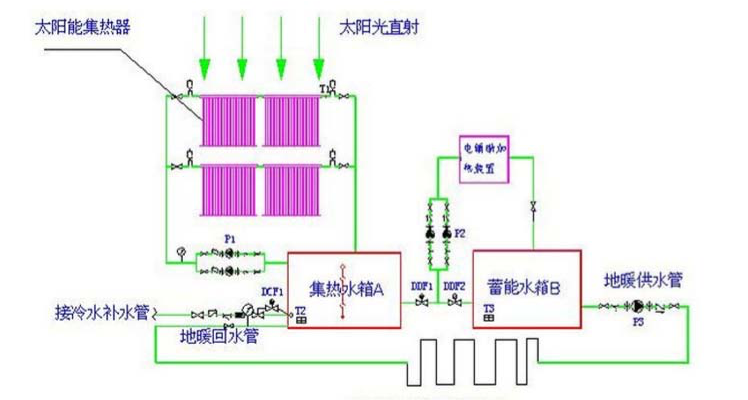 太阳能集热器
太阳光直射
T1
电辅助加
热装置
P1
P2
集热水箱A
DCF1
T2
DDF1
DDF2
蓄能水箱B
T3
地暖供水管
P3
接冷水补水管
地暖回水管